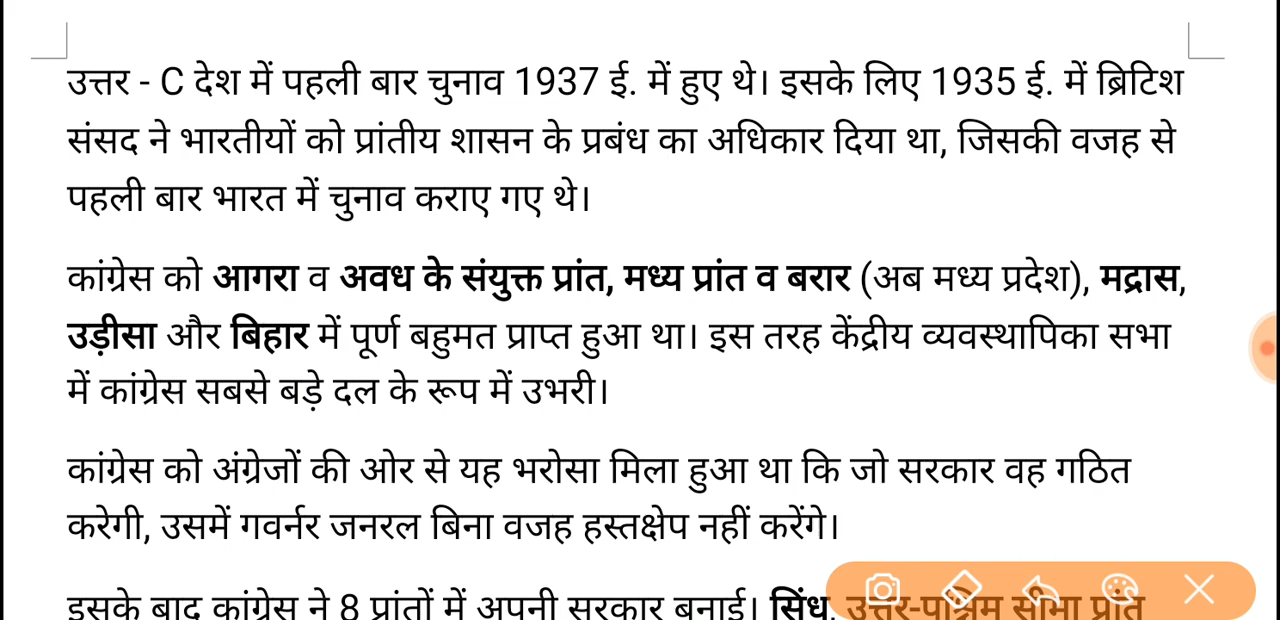 उत्तर - C देश में पहली बार चुनाव 1937 ई. में हुए थे। इसके लिए 1935 ई. में ब्रिटिश
संसद ने भारतीयों को प्रांतीय शासन के प्रबंध का अधिकार दिया था, जिसकी वजह से
पहली बार भारत में चुनाव कराए गए थे।
कांग्रेस को आगरा व अवध के संयुक्त प्रांत, मध्य प्रांत व बरार (अब मध्य प्रदेश), मद्रास,
उड़ीसा और बिहार में पूर्ण बहुमत प्राप्त हुआ था। इस तरह केंद्रीय व्यवस्थापिका सभा
में कांग्रेस सबसे बड़े दल के रूप में उभरी।
कांग्रेस को अंग्रेजों की ओर से यह भरोसा मिला हुआ था कि जो सरकार वह गठित
करेगी, उसमें गवर्नर जनरल बिना वजह हस्तक्षेप नहीं करेंगे।
इसके बाद कांग्रेस ने 8 प्रांतों में अपनी सरकार बनाई। सिंध, उत्तर-पश्चिम सीमा प्रांत